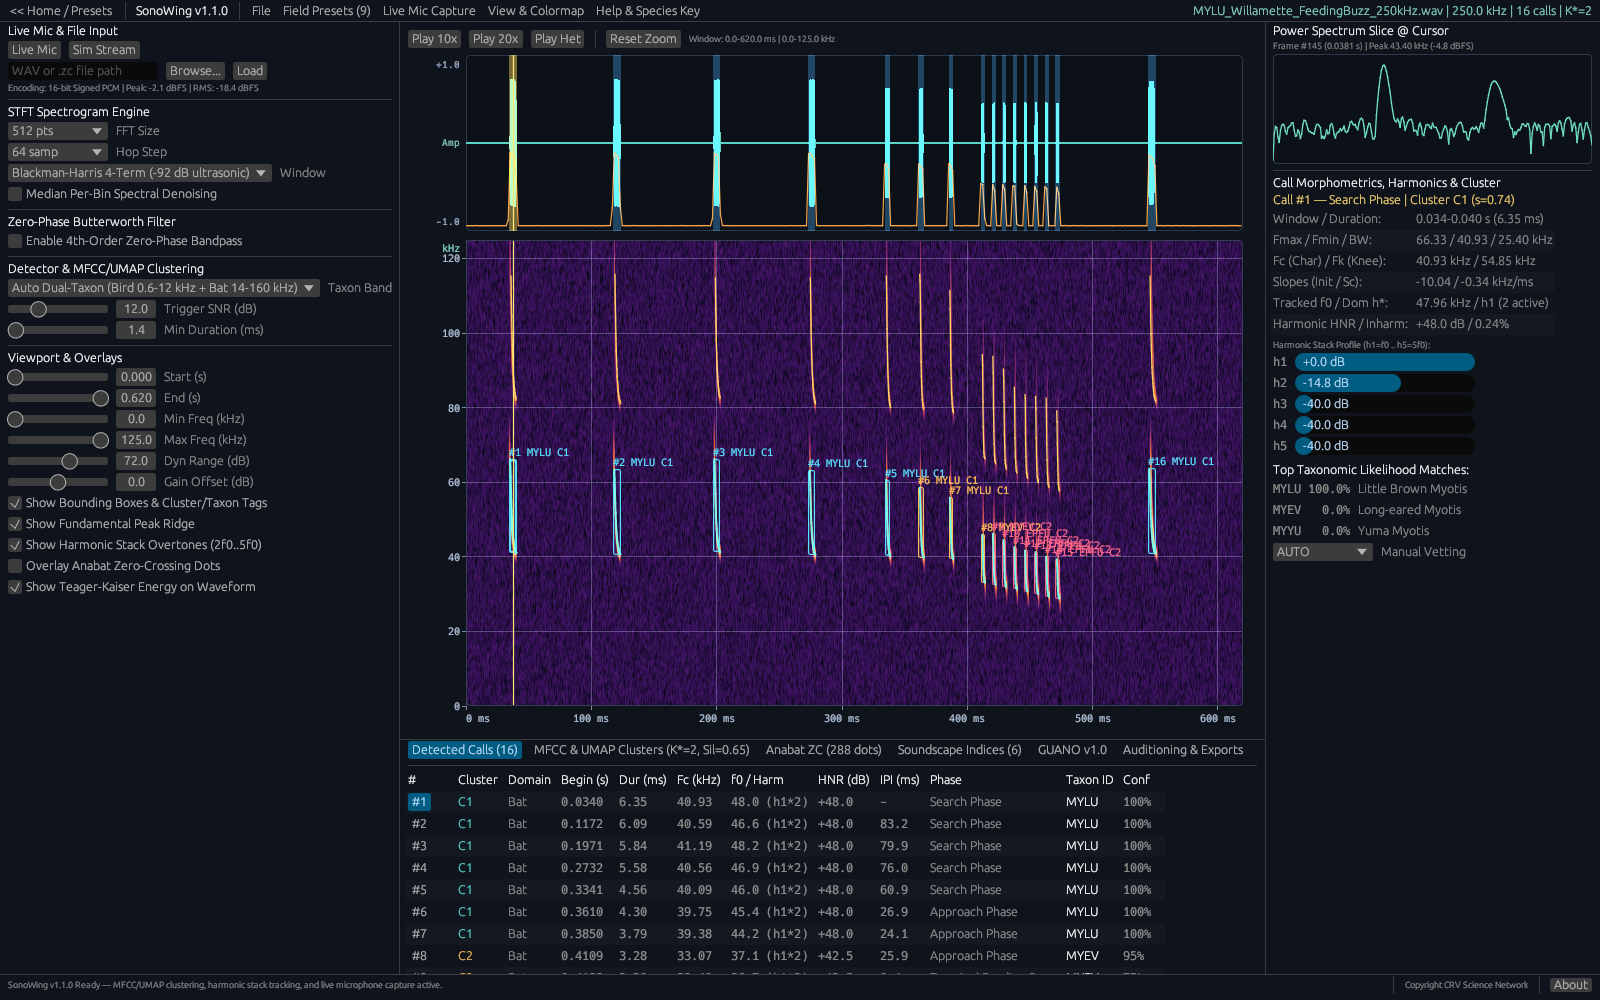 << Home / Presets
SonoWing v1.1.0
File
Field Presets (9)
Live Mic Capture
View & Colormap
Help & Species Key
MYLU_Willamette_FeedingBuzz_250kHz.wav | 250.0 kHz | 16 calls | K*=2
Live Mic & File Input
Live Mic
Sim Stream
WAV or .zc file path
Browse...
Load
Encoding: 16-bit Signed PCM | Peak: -2.1 dBFS | RMS: -18.4 dBFS
STFT Spectrogram Engine
512 pts
FFT Size
64 samp
Hop Step
Blackman-Harris 4-Term (-92 dB ultrasonic)
Window
Median Per-Bin Spectral Denoising
Zero-Phase Butterworth Filter
Enable 4th-Order Zero-Phase Bandpass
Detector & MFCC/UMAP Clustering
Auto Dual-Taxon (Bird 0.6-12 kHz + Bat 14-160 kHz)
Taxon Band
12.0
Trigger SNR (dB)
1.4
Min Duration (ms)
Viewport & Overlays
0.000
Start (s)
0.620
End (s)
0.0
Min Freq (kHz)
125.0
Max Freq (kHz)
72.0
Dyn Range (dB)
0.0
Gain Offset (dB)
Show Bounding Boxes & Cluster/Taxon Tags
Show Fundamental Peak Ridge
Show Harmonic Stack Overtones (2f0..5f0)
Overlay Anabat Zero-Crossing Dots
Show Teager-Kaiser Energy on Waveform
Play 10x
Play 20x
Play Het
Reset Zoom
Window: 0.0-620.0 ms | 0.0-125.0 kHz
+1.0
Amp
-1.0
kHz
120
100
80
60
40
20
0
#1 MYLU C1
#2 MYLU C1
#3 MYLU C1
#4 MYLU C1
#5 MYLU C1
#6 MYLU C1
#7 MYLU C1
#16 MYLU C1
0 ms
100 ms
200 ms
300 ms
400 ms
500 ms
600 ms
Detected Calls (16)
MFCC & UMAP Clusters (K*=2, Sil=0.65)
Anabat ZC (288 dots)
Soundscape Indices (6)
GUANO v1.0
Auditioning & Exports
# Cluster Domain Begin (s) Dur (ms) Fc (kHz) f0 / Harm HNR (dB) IPI (ms) Phase Taxon ID Conf
#1 C1 Bat 0.0340 6.35 40.93 48.0 (h1*2) +48.0 – Search Phase MYLU 100%
#2 C1 Bat 0.1172 6.09 40.59 46.6 (h1*2) +48.0 83.2 Search Phase MYLU 100%
#3 C1 Bat 0.1971 5.84 41.19 48.2 (h1*2) +48.0 79.9 Search Phase MYLU 100%
#4 C1 Bat 0.2732 5.58 40.56 46.9 (h1*2) +48.0 76.0 Search Phase MYLU 100%
#5 C1 Bat 0.3341 4.56 40.09 46.0 (h1*2) +48.0 60.9 Search Phase MYLU 100%
#6 C1 Bat 0.3610 4.30 39.75 45.4 (h1*2) +48.0 26.9 Approach Phase MYLU 100%
#7 C1 Bat 0.3850 3.79 39.38 44.2 (h1*2) +48.0 24.1 Approach Phase MYLU 100%
#8 C2 Bat 0.4109 3.28 33.07 37.1 (h1*2) +42.5 25.9 Approach Phase MYEV 95%
Power Spectrum Slice @ Cursor
Frame #145 (0.0381 s) | Peak 43.40 kHz (-4.8 dBFS)
Call Morphometrics, Harmonics & Cluster
Call #1 — Search Phase | Cluster C1 (s=0.74)
Window / Duration: 0.034-0.040 s (6.35 ms)
Fmax / Fmin / BW: 66.33 / 40.93 / 25.40 kHz
Fc (Char) / Fk (Knee): 40.93 kHz / 54.85 kHz
Slopes (Init / Sc): -10.04 / -0.34 kHz/ms
Tracked f0 / Dom h*: 47.96 kHz / h1 (2 active)
Harmonic HNR / Inharm: +48.0 dB / 0.24%
Harmonic Stack Profile (h1=f0 .. h5=5f0):
h1 +0.0 dB
h2 -14.8 dB
h3 -40.0 dB
h4 -40.0 dB
h5 -40.0 dB
Top Taxonomic Likelihood Matches:
MYLU 100.0% Little Brown Myotis
MYEV 0.0% Long-eared Myotis
MYYU 0.0% Yuma Myotis
AUTO
Manual Vetting
SonoWing v1.1.0 Ready — MFCC/UMAP clustering, harmonic stack tracking, and live microphone capture active.
Copyright CRV Science Network
About